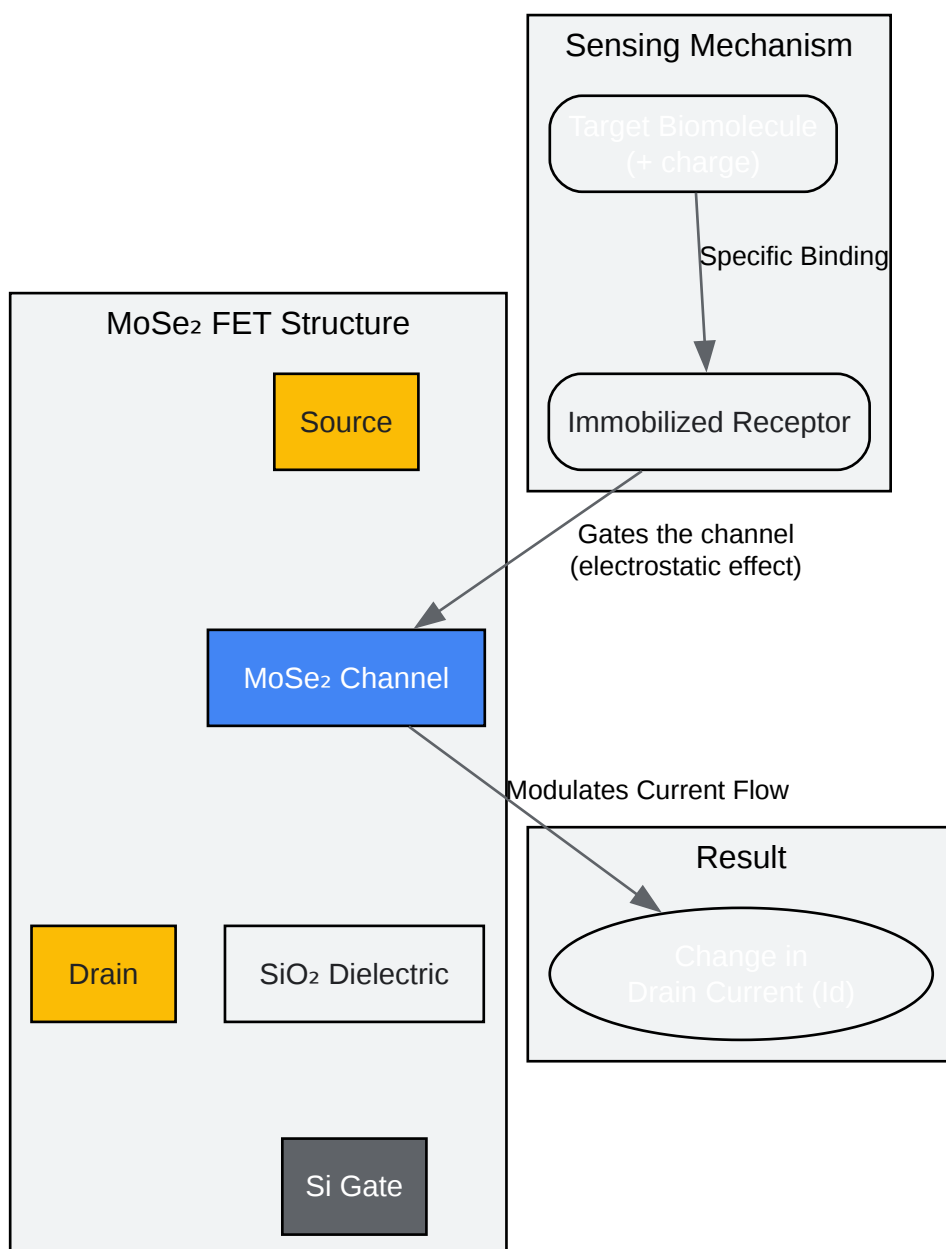 Sensing Mechanism
Target Biomolecule
(+ charge)
Specific Binding
Immobilized Receptor
Gates the channel
(electrostatic effect)
MoSe₂ FET Structure
Source
MoSe₂ Channel
Modulates Current Flow
Drain
SiO₂ Dielectric
Si Gate
Result
Change in
Drain Current (Id)